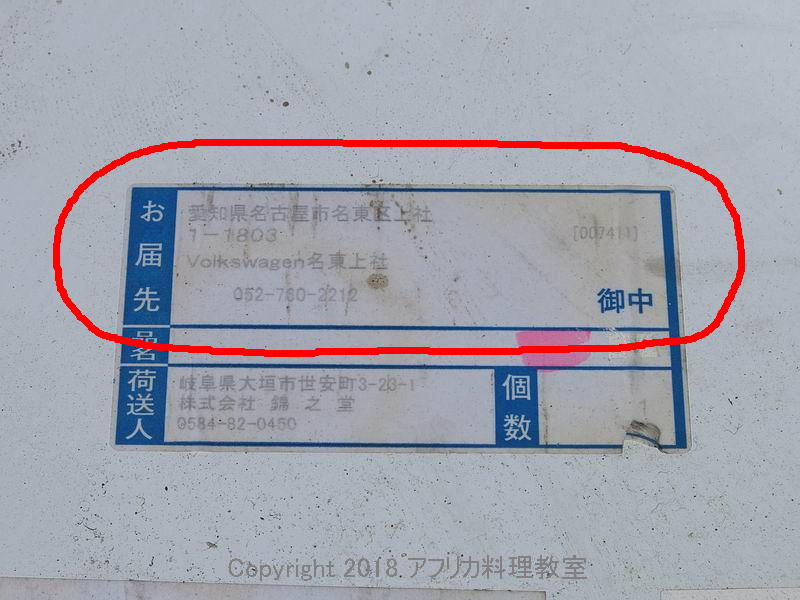 お届先
愛知県名古屋市名東区上社
1-1803
[007411]
Volkswagen名東上社
052-760-2212
御中
品名
荷送人
岐阜県大垣市世安町3-23-1
株式会社 錦之堂
0584-82-0450
個数
1
Copyright 2018 アフリカ料理教室